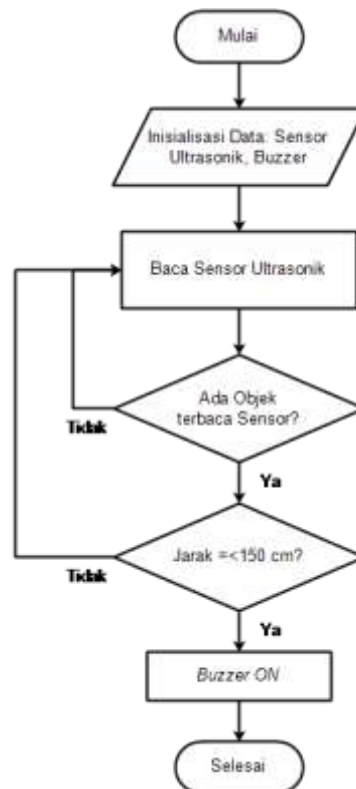 Mulai
Inisialisasi Data: Sensor
Ultrasonik, Buzzer
Baca Sensor Ultrasonik
Ada Objek
terbaca Sensor?
Tidak
Ya
Jarak =<150 cm?
Tidak
Ya
Buzzer ON
Selesai